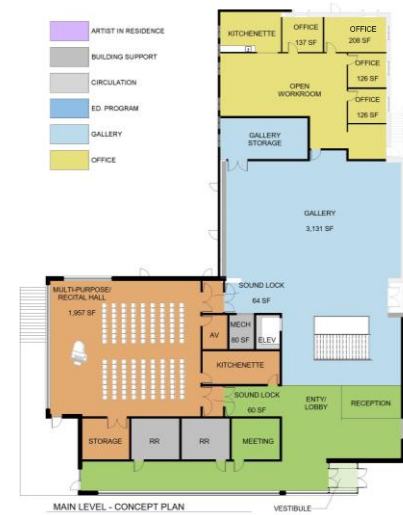 ARTIST IN RESIDENCE
BUILDING SUPPORT
CIRCULATION
ED. PROGRAM
GALLERY
OFFICE
KITCHENETTE
OFFICE
137 SF
OFFICE
208 SF
OFFICE
126 SF
OPEN
WORKROOM
OFFICE
126 SF
GALLERY
STORAGE
GALLERY
3,131 SF
MULTI-PURPOSE/
RECITAL HALL
1,957 SF
SOUND LOCK
64 SF
AV
MECH
80 SF
ELEV
KITCHENETTE
SOUND LOCK
60 SF
ENTY/
LOBBY
RECEPTION
STORAGE
RR
RR
MEETING
MAIN LEVEL - CONCEPT PLAN
VESTIBULE